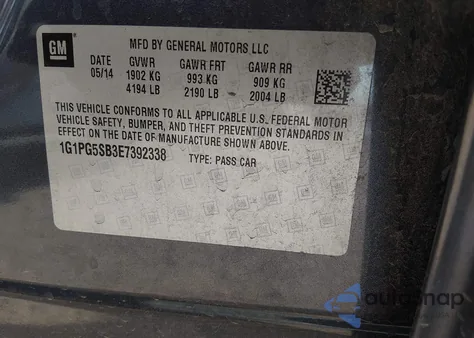 GM
MFD BY GENERAL MOTORS LLC
DATE GVWR GAWR FRT GAWR RR
05/14 1902 KG 993 KG 909 KG
4194 LB 2190 LB 2004 LB
THIS VEHICLE CONFORMS TO ALL APPLICABLE U.S. FEDERAL MOTOR
VEHICLE SAFETY, BUMPER, AND THEFT PREVENTION STANDARDS IN
EFFECT ON THE DATE OF MANUFACTURE SHOWN ABOVE.
1G1PG5SB3E7392338 TYPE: PASS CAR
autosnap